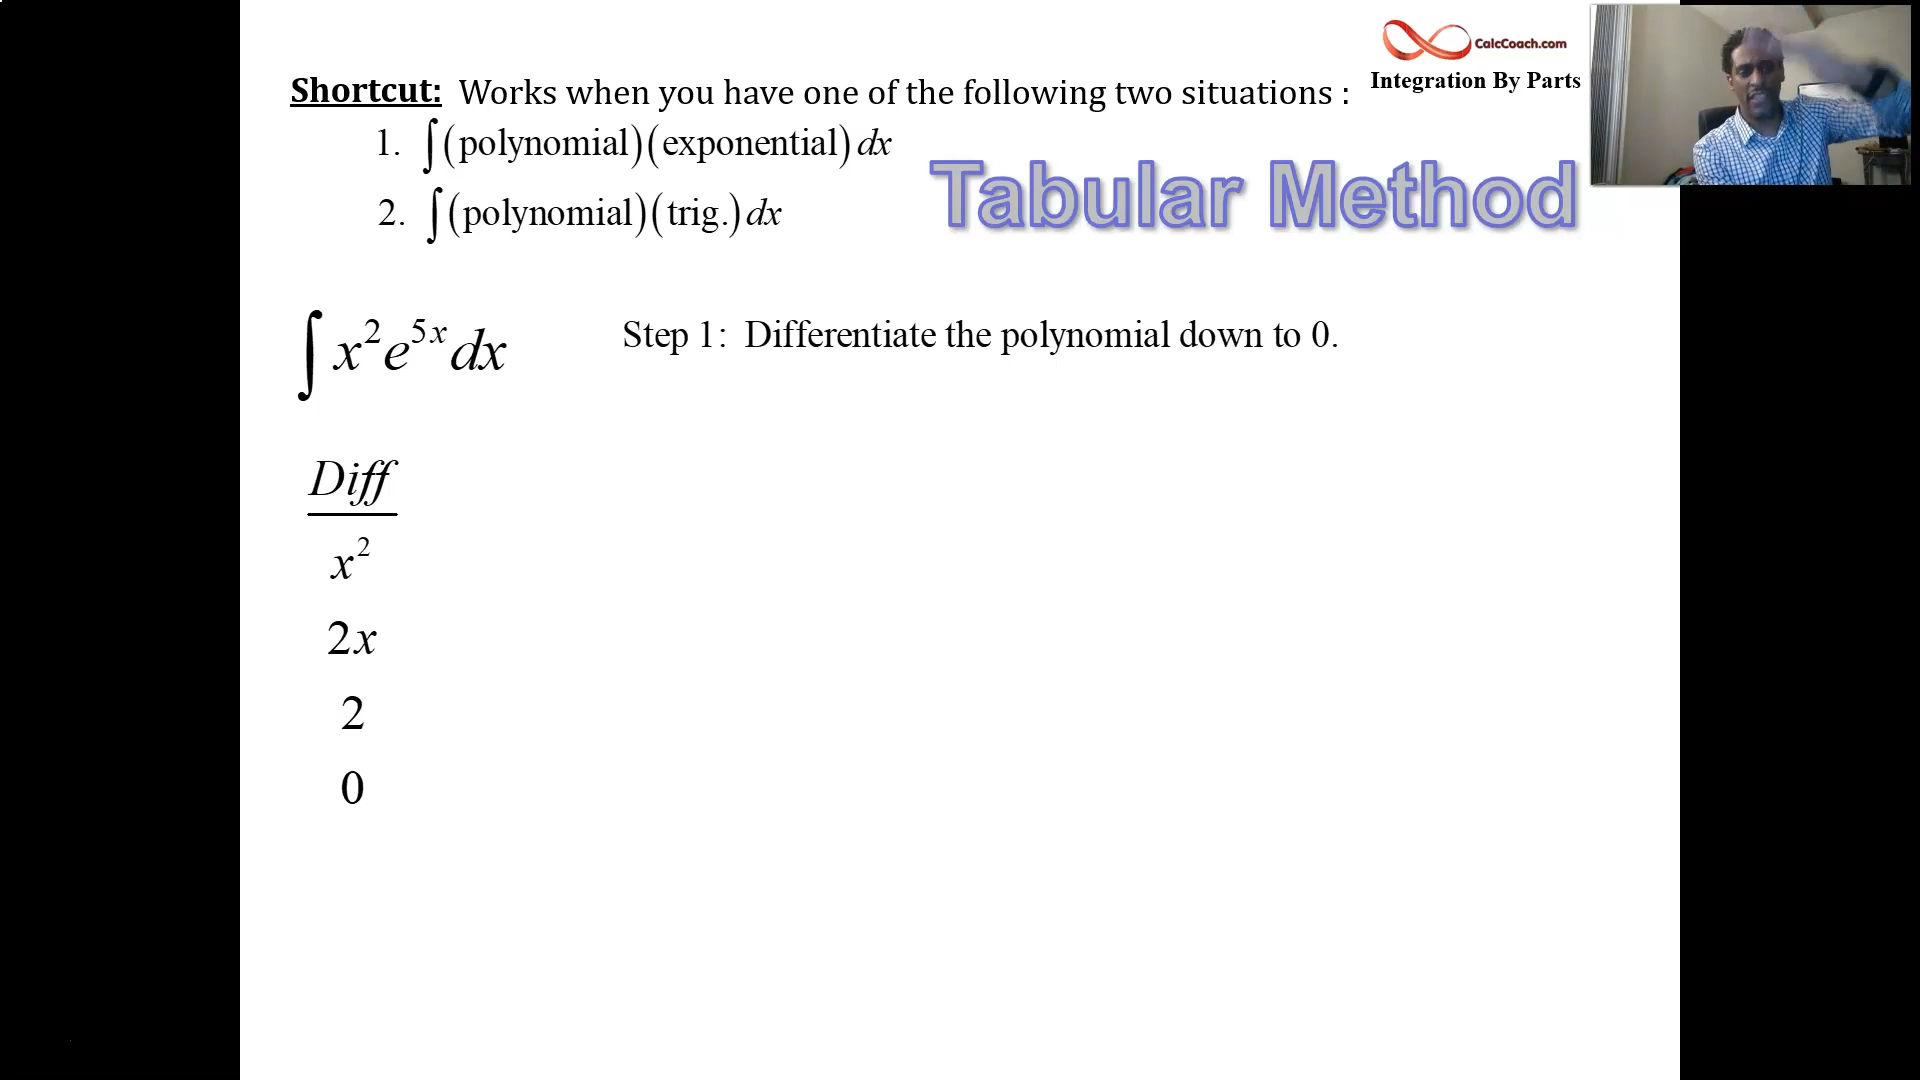 CalcCoach.com
Integration By Parts
Shortcut: Works when you have one of the following two situations :
1. ∫(polynomial)(exponential) dx
2. ∫(polynomial)(trig.) dx
Tabular Method
∫ x²e⁵ˣ dx
Step 1: Differentiate the polynomial down to 0.
Diff
x²
2x
2
0